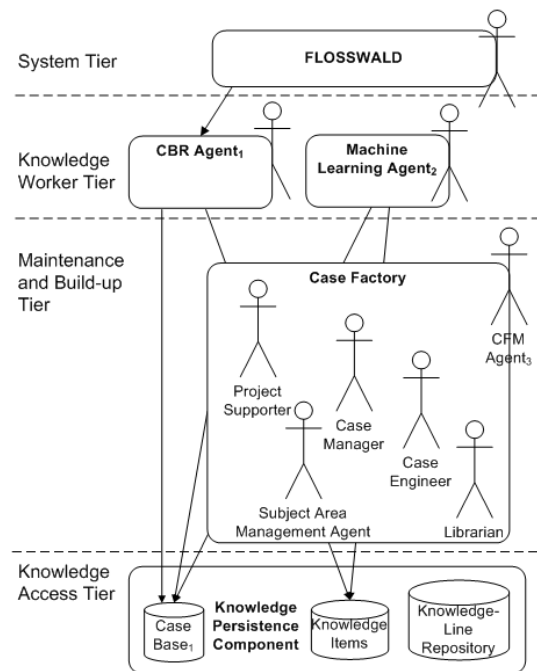 System Tier
FLOSSWALD
Knowledge
Worker Tier
CBR Agent₁
Machine
Learning Agent₂
Maintenance
and Build-up
Tier
Case Factory
CFM
Agent₃
Project
Supporter
Case
Manager
Case
Engineer
Subject Area
Management Agent
Librarian
Knowledge
Access Tier
Case
Base₁
Knowledge
Persistence
Component
Knowledge
Items
Knowledge-
Line
Repository